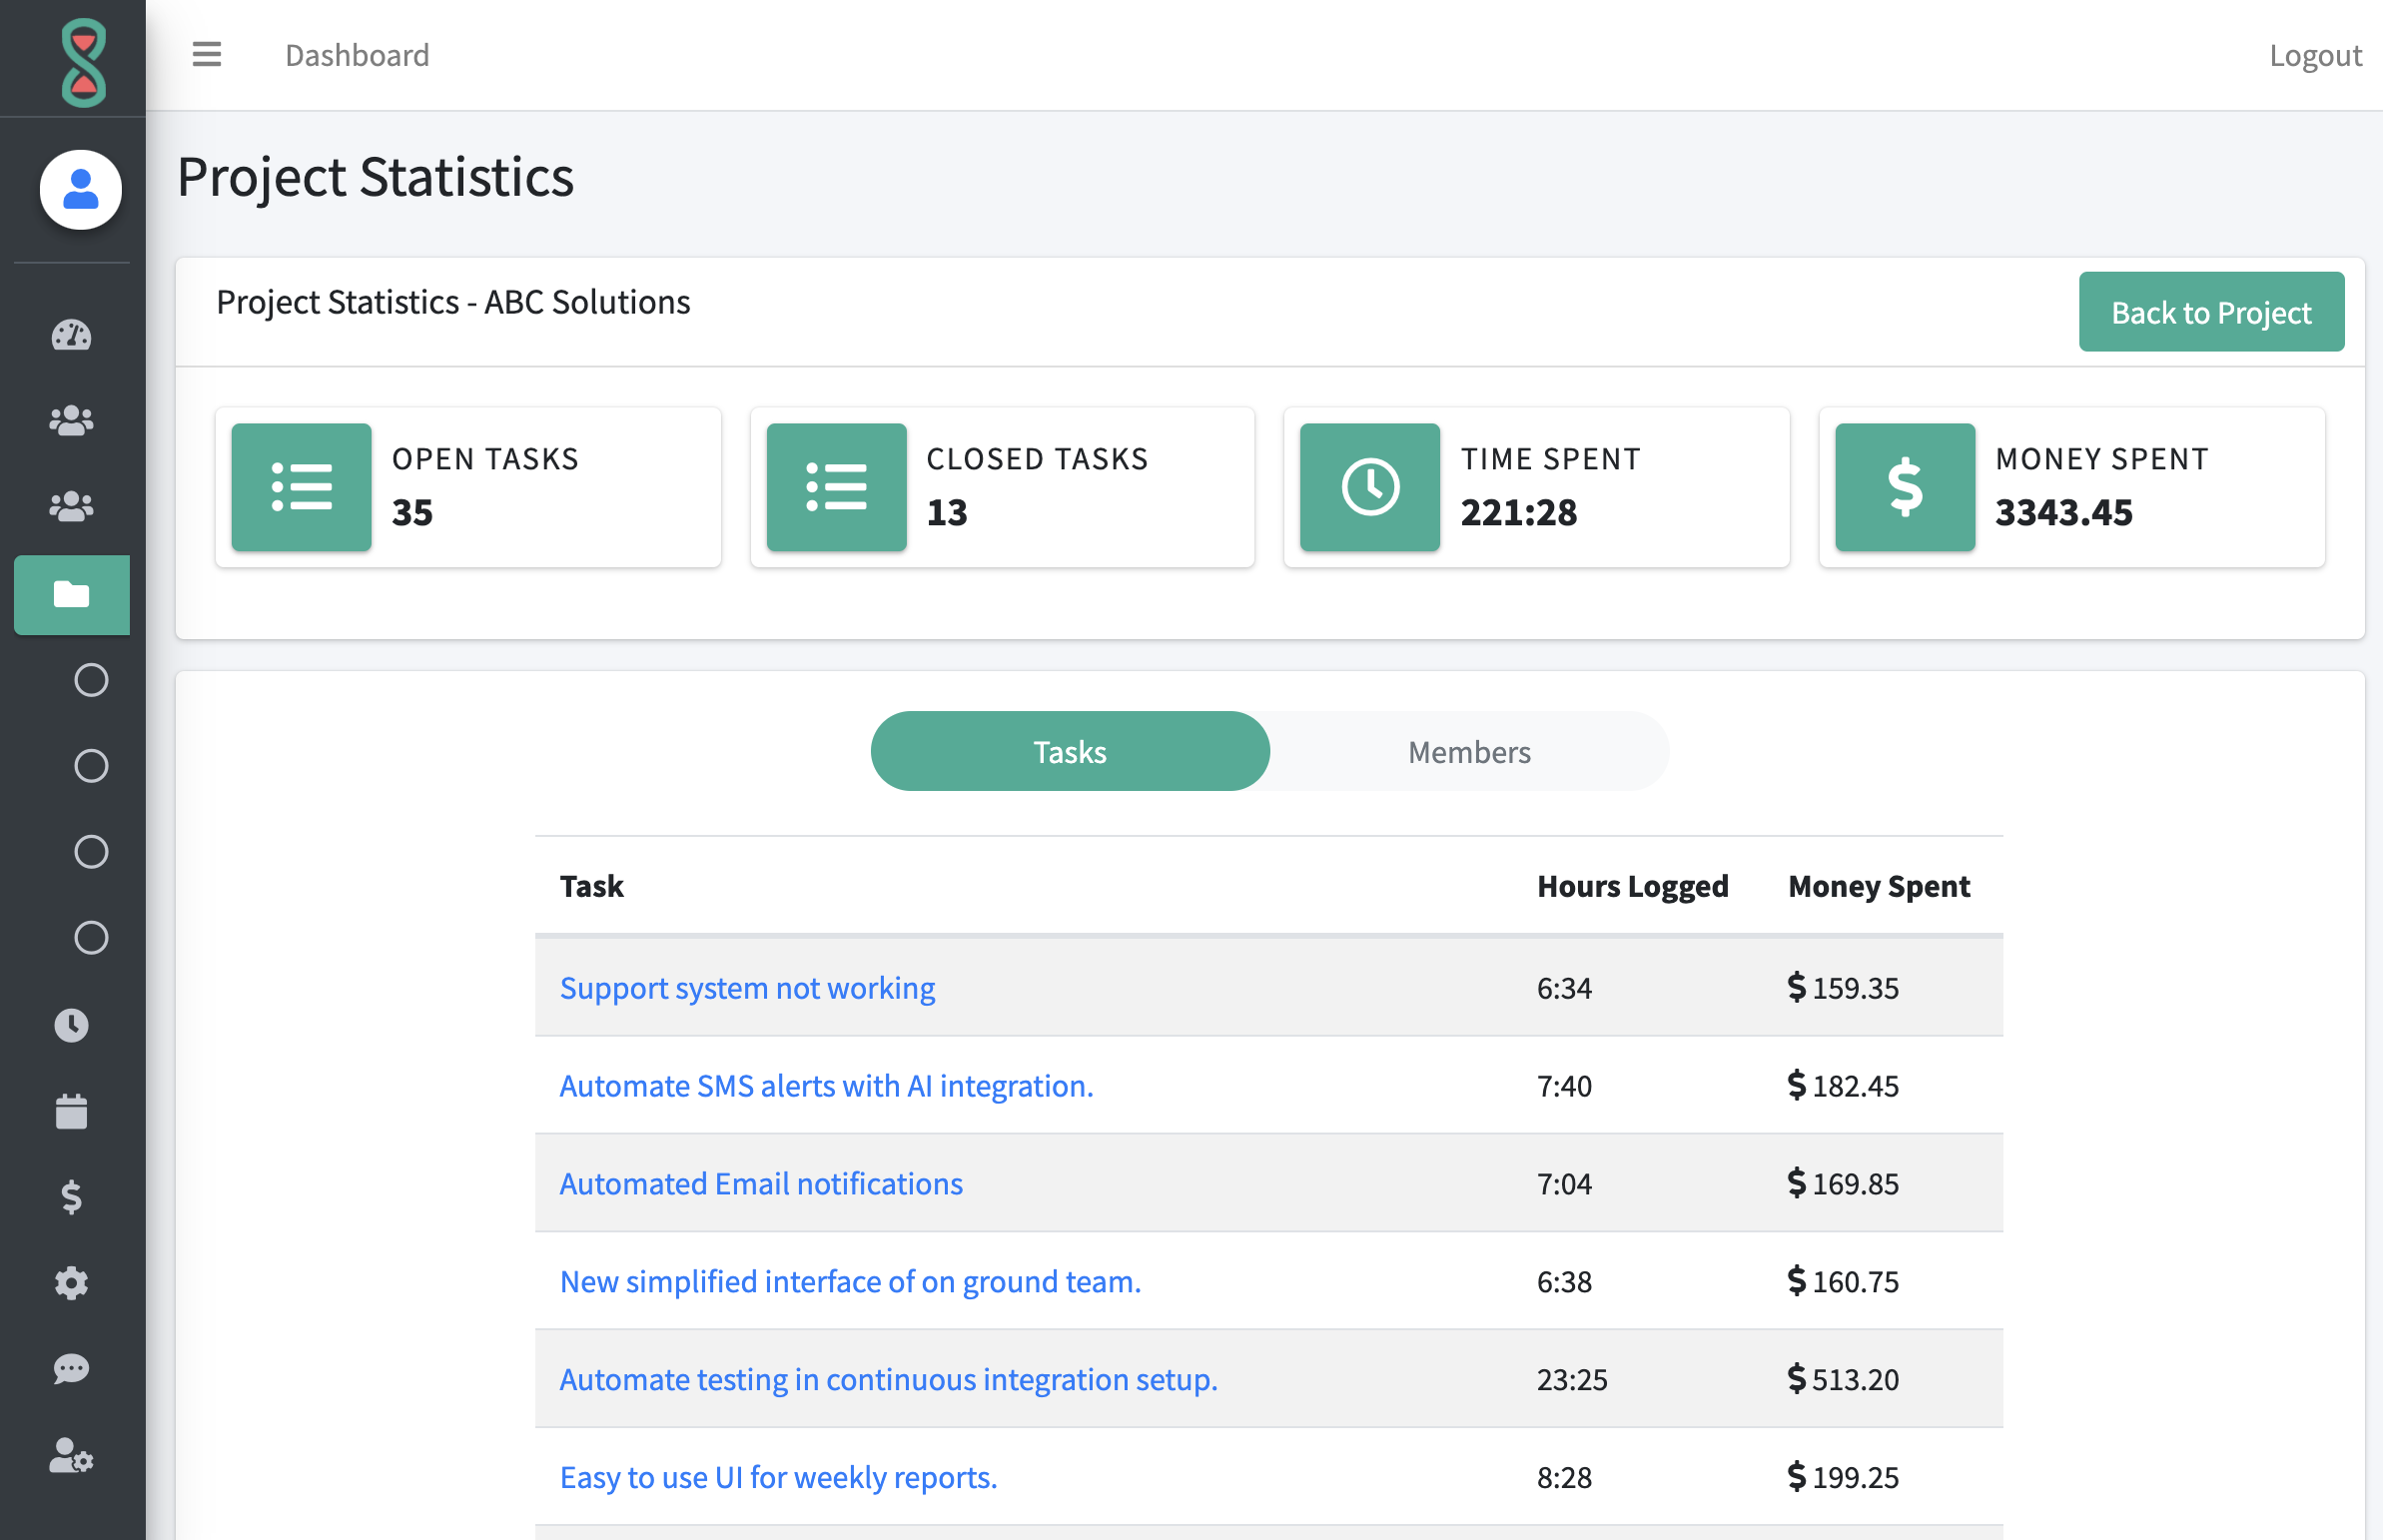 Dashboard
Logout
Project Statistics
Project Statistics - ABC Solutions
Back to Project
OPEN TASKS
35
CLOSED TASKS
13
TIME SPENT
221:28
MONEY SPENT
3343.45
Tasks
Members
Task Hours Logged Money Spent
Support system not working 6:34 $ 159.35
Automate SMS alerts with AI integration. 7:40 $ 182.45
Automated Email notifications 7:04 $ 169.85
New simplified interface of on ground team. 6:38 $ 160.75
Automate testing in continuous integration setup. 23:25 $ 513.20
Easy to use UI for weekly reports. 8:28 $ 199.25